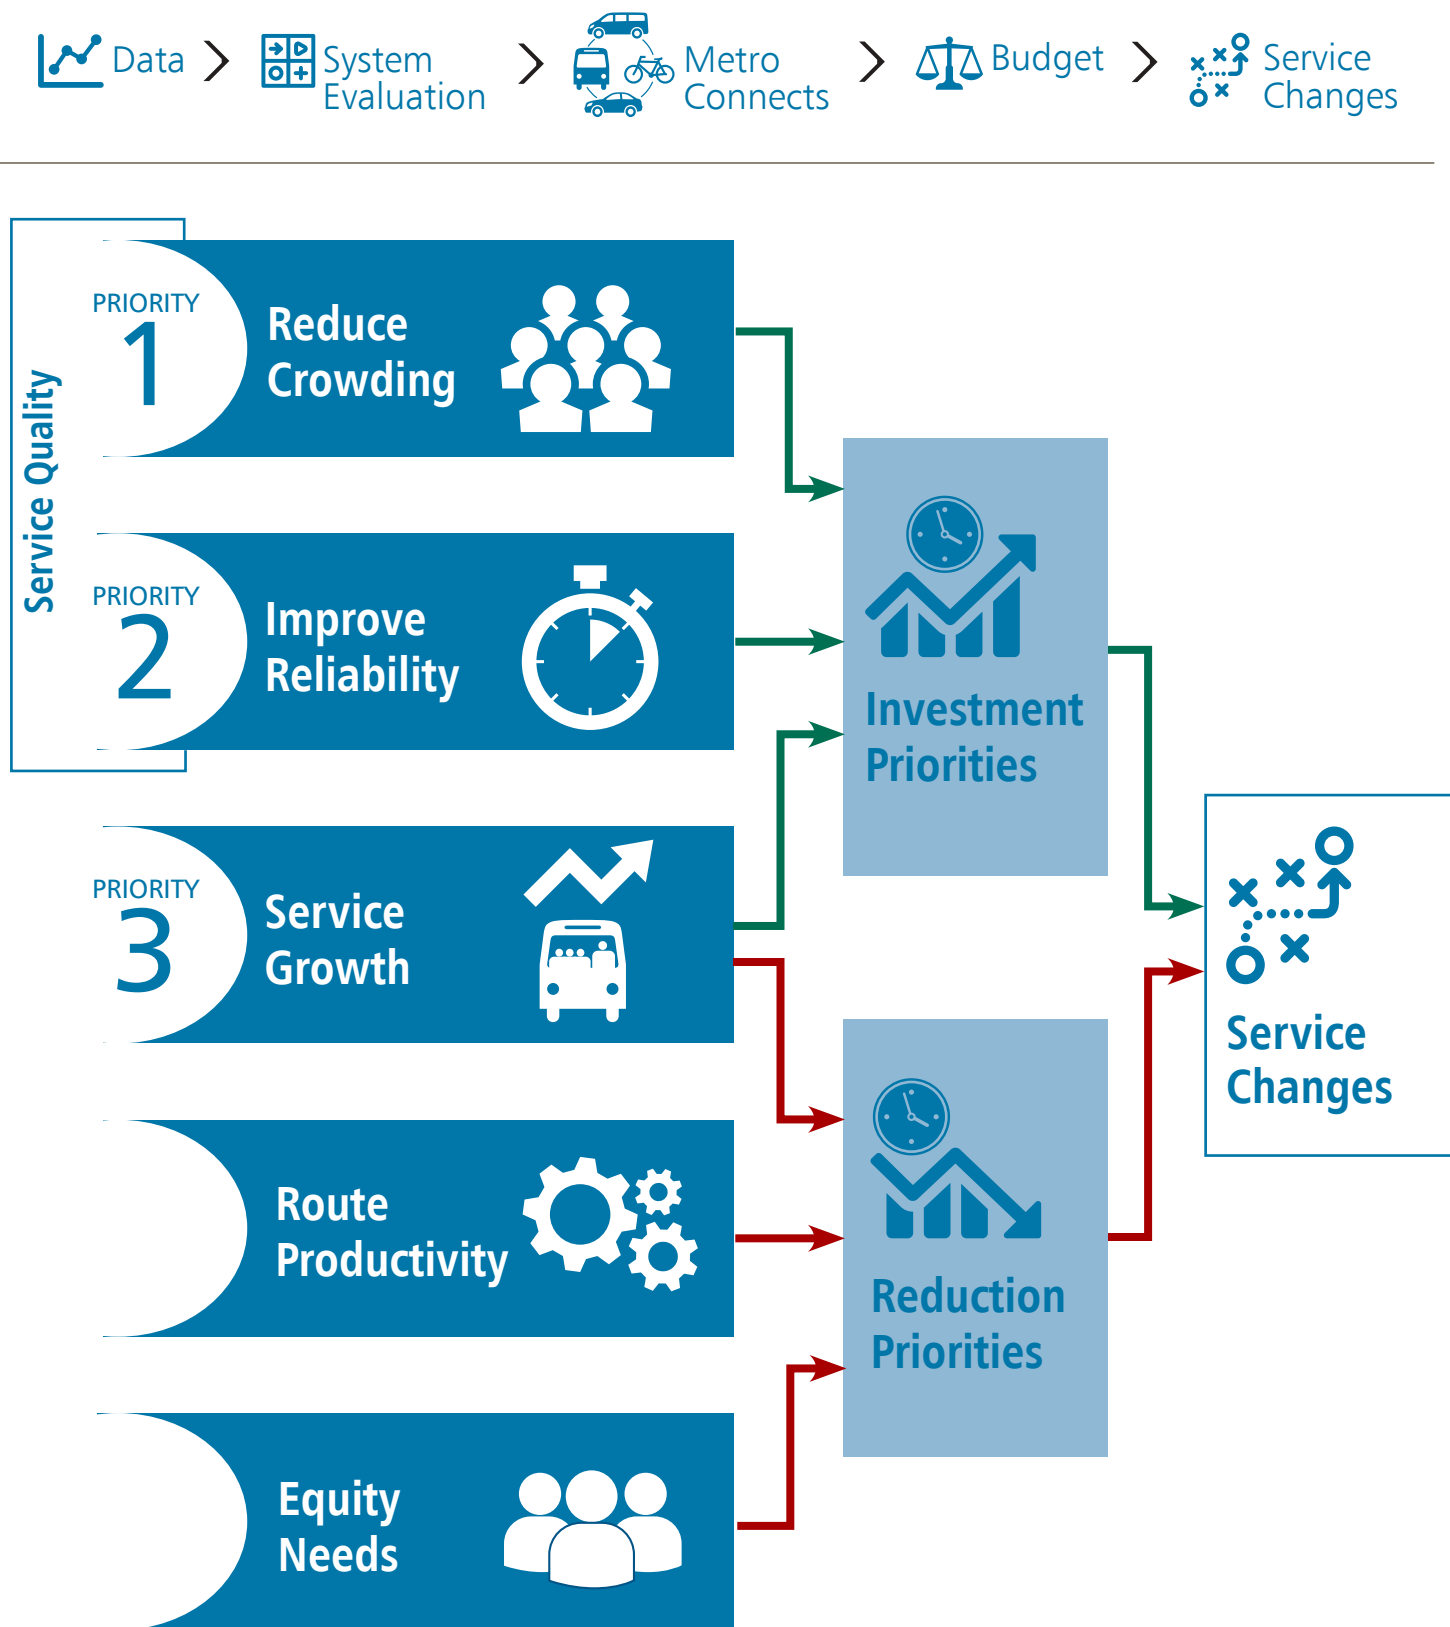 Data
System
Evaluation
Metro
Connects
Budget
Service
Changes
Service Quality
PRIORITY
1
Reduce
Crowding
PRIORITY
2
Improve
Reliability
PRIORITY
3
Service
Growth
Route
Productivity
Equity
Needs
Investment
Priorities
Reduction
Priorities
Service
Changes